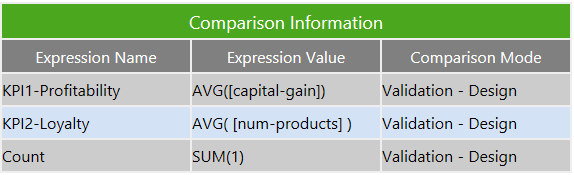 Comparison Information
Expression Name Expression Value Comparison Mode
KPI1-Profitability AVG([capital-gain]) Validation - Design
KPI2-Loyalty AVG( [num-products] ) Validation - Design
Count SUM(1) Validation - Design